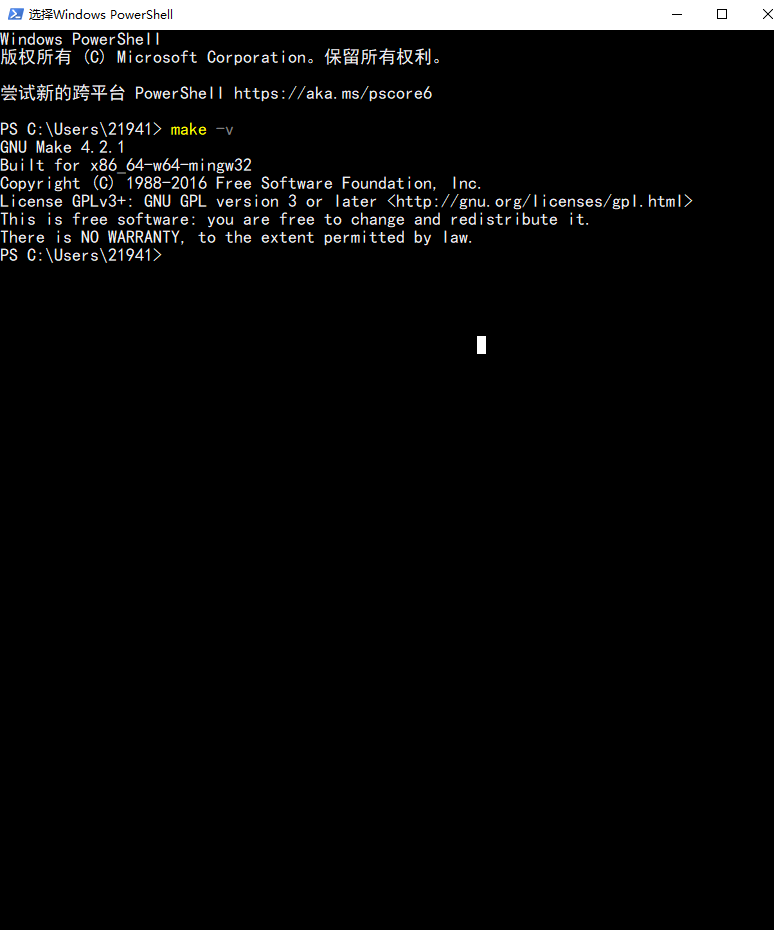 选择Windows PowerShell
Windows PowerShell
版权所有 (C) Microsoft Corporation。保留所有权利。
尝试新的跨平台 PowerShell https://aka.ms/pscore6
PS C:\Users\21941> make -v
GNU Make 4.2.1
Built for x86_64-w64-mingw32
Copyright (C) 1988-2016 Free Software Foundation, Inc.
License GPLv3+: GNU GPL version 3 or later <http://gnu.org/licenses/gpl.html>
This is free software: you are free to change and redistribute it.
There is NO WARRANTY, to the extent permitted by law.
PS C:\Users\21941>